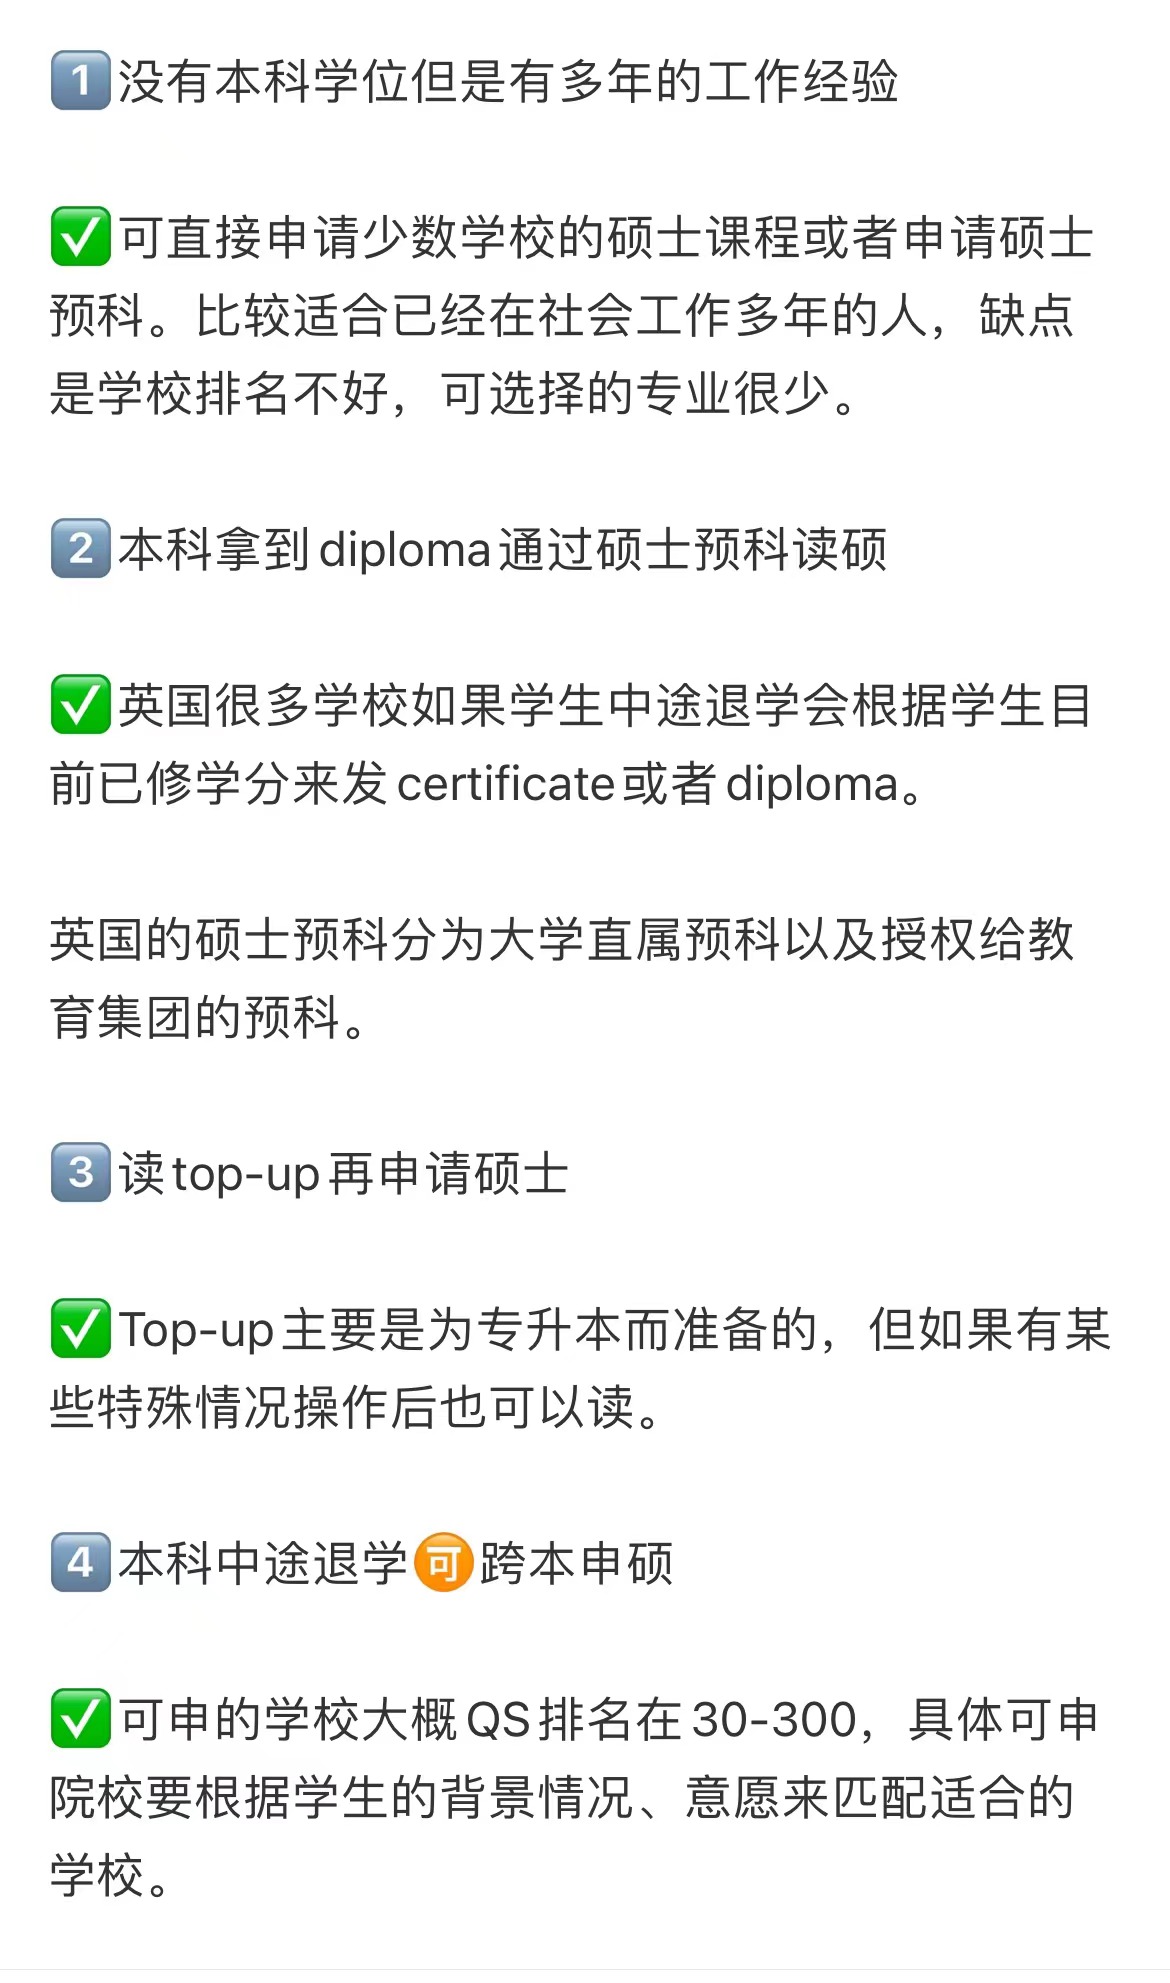 1️⃣没有本科学位但是有多年的工作经验
✅可直接申请少数学校的硕士课程或者申请硕士
预科。比较适合已经在社会工作多年的人，缺点
是学校排名不好，可选择的专业很少。
2️⃣本科拿到diploma通过硕士预科读硕
✅英国很多学校如果学生中途退学会根据学生目
前已修学分来发certificate或者diploma。
英国的硕士预科分为大学直属预科以及授权给教
育集团的预科。
3️⃣读top-up再申请硕士
✅Top-up主要是为专升本而准备的，但如果有某
些特殊情况操作后也可以读。
4️⃣本科中途退学🉑跨本申硕
✅可申的学校大概QS排名在30-300，具体可申
院校要根据学生的背景情况、意愿来匹配适合的
学校。